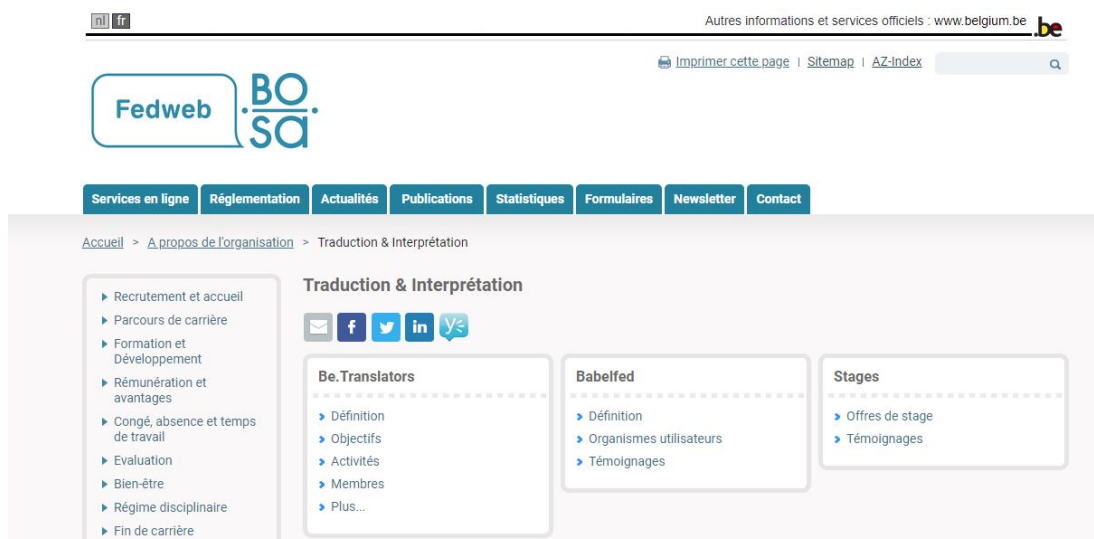 nl fr
Autres informations et services officiels : www.belgium.be
.be
Imprimer cette page | Sitemap | AZ-Index
Fedweb
BO
sa
Services en ligne
Réglementation
Actualités
Publications
Statistiques
Formulaires
Newsletter
Contact
Accueil > A propos de l'organisation > Traduction & Interprétation
Recrutement et accueil
Parcours de carrière
Formation et
Développement
Rémunération et
avantages
Congé, absence et temps
de travail
Evaluation
Bien-être
Régime disciplinaire
Fin de carrière
Traduction & Interprétation
Be.Translators
Définition
Objectifs
Activités
Membres
Plus...
Babelfed
Définition
Organismes utilisateurs
Témoignages
Stages
Offres de stage
Témoignages